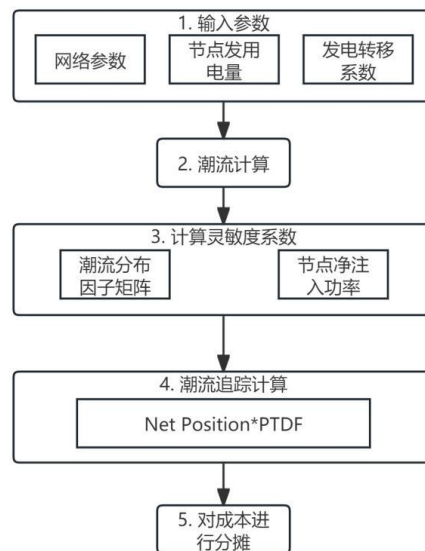 1. 输入参数
网络参数
节点发用
电量
发电转移
系数
2. 潮流计算
3. 计算灵敏度系数
潮流分布
因子矩阵
节点净注
入功率
4. 潮流追踪计算
Net Position*PTDF
5. 对成本进
行分摊